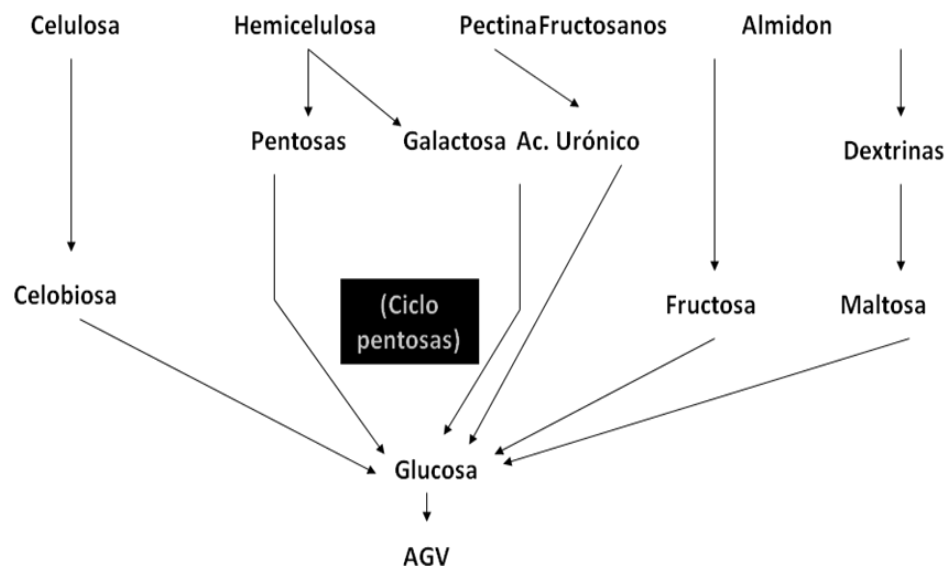 Celulosa Hemicelulosa PectinaFructosanos Almidon
Pentosas Galactosa Ac. Urónico Dextrinas
Celobiosa (Ciclo pentosas) Fructosa Maltosa
Glucosa
AGV